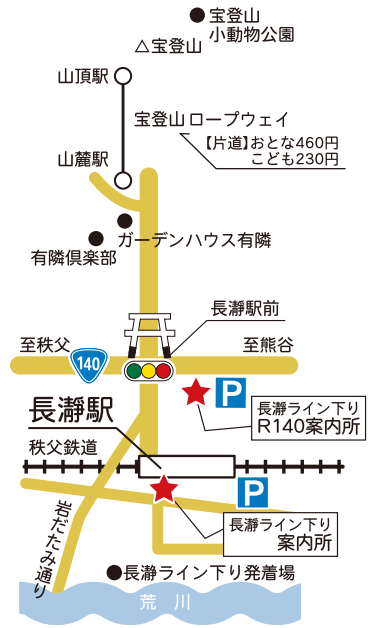 宝登山
小動物公園
△宝登山
山頂駅
宝登山ロープウェイ
【片道】おとな460円
こども230円
山麓駅
ガーデンハウス有隣
有隣倶楽部
長瀞駅前
至秩父
至熊谷
140
P
長瀞ライン下り
R140案内所
長瀞駅
秩父鉄道
P
岩だたみ通り
長瀞ライン下り
案内所
長瀞ライン下り発着場
荒川